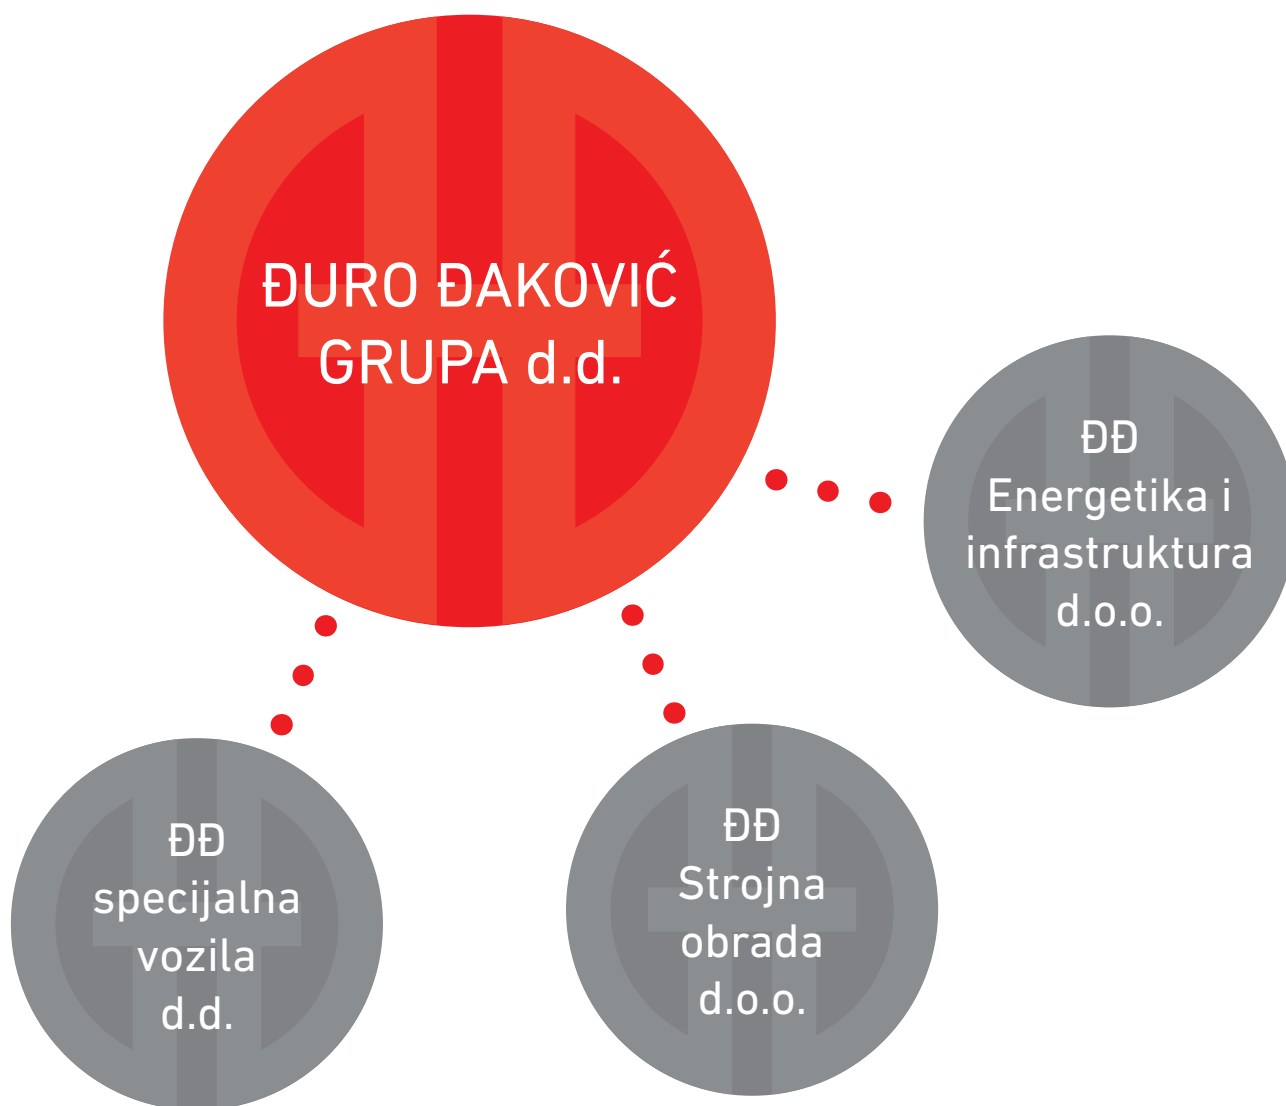 ĐURO ĐAKOVIĆ
GRUPA d.d.
ĐĐ
Energetika i
infrastruktura
d.o.o.
ĐĐ
specijalna
vozila
d.d.
ĐĐ
Strojna
obrada
d.o.o.